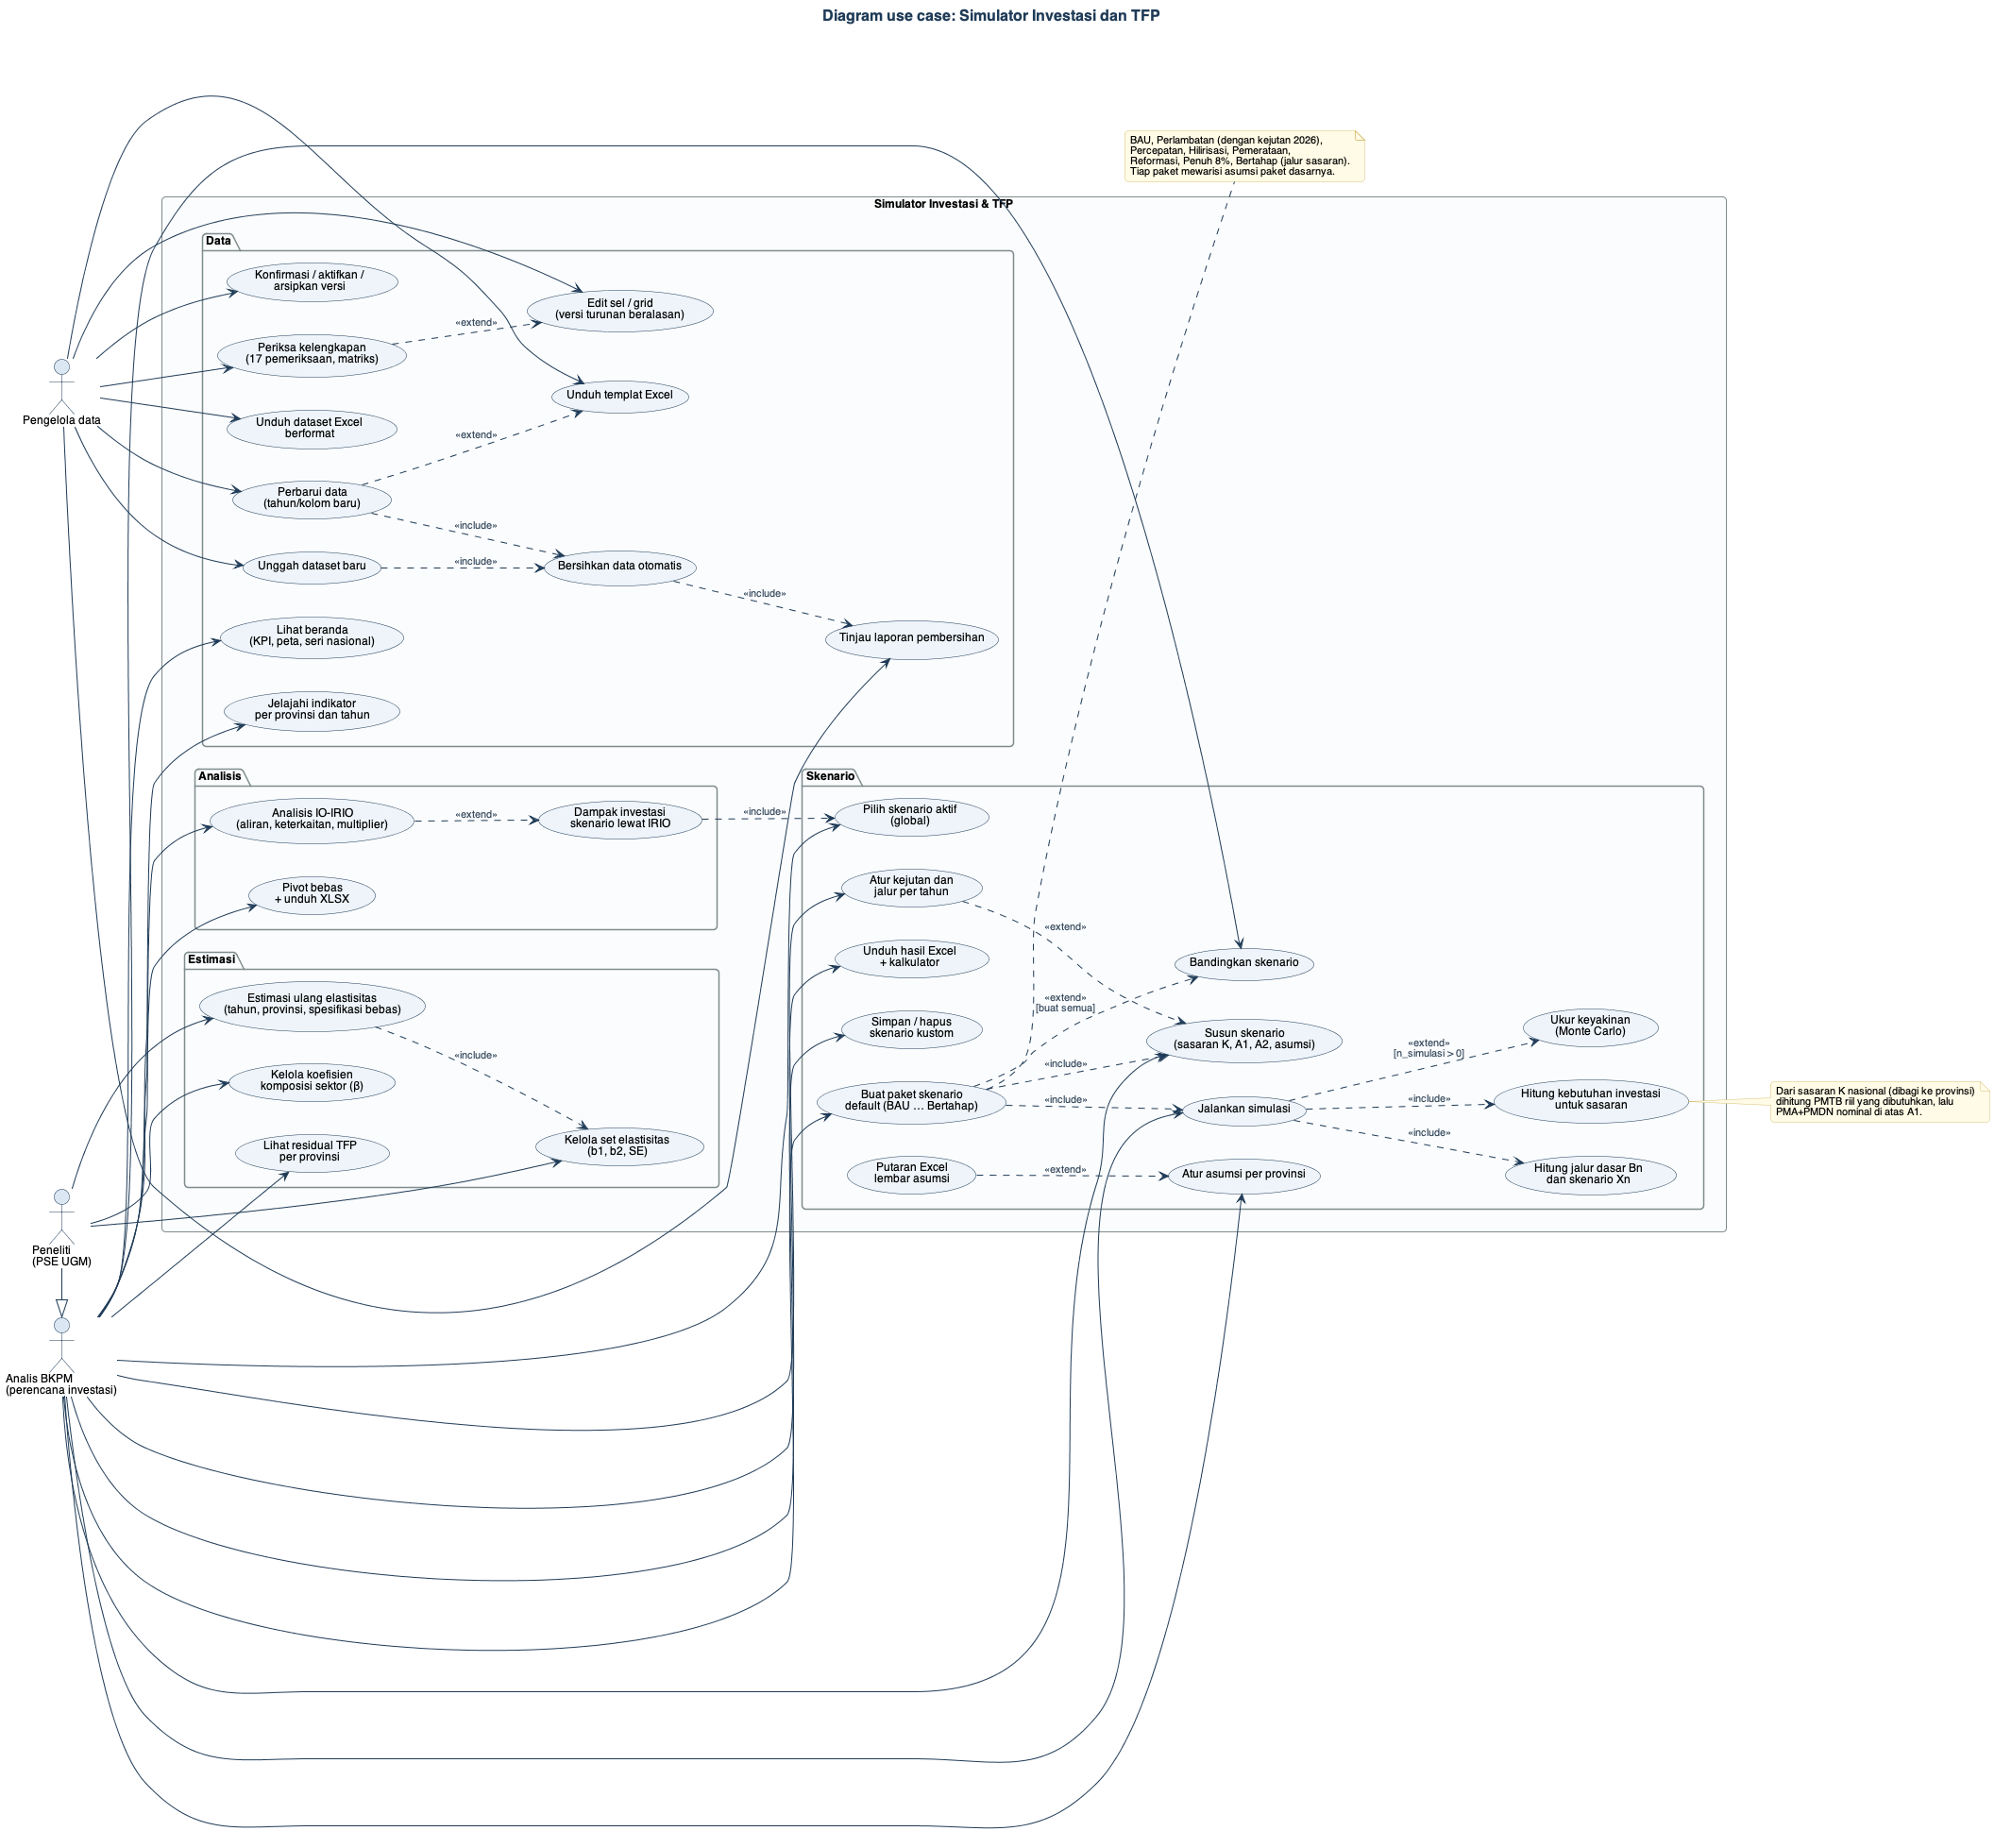 Diagram use case: Simulator Investasi dan TFP
BAU, Perlambatan (dengan kejutan 2026),
Percepatan, Hilirisasi, Pemerataan,
Reformasi, Penuh 8%, Bertahap (jalur sasaran).
Tiap paket mewarisi asumsi paket dasarnya.
Simulator Investasi & TFP
Data
Konfirmasi / aktifkan /
arsipkan versi
Edit sel / grid
(versi turunan beralasan)
«extend»
Periksa kelengkapan
(17 pemeriksaan, matriks)
Unduh templat Excel
Pengelola data
Unduh dataset Excel
berformat
«extend»
Perbarui data
(tahun/kolom baru)
«include»
Unggah dataset baru
«include»
Bersihkan data otomatis
«include»
Lihat beranda
(KPI, peta, seri nasional)
Tinjau laporan pembersihan
Jelajahi indikator
per provinsi dan tahun
Analisis
Analisis IO-IRIO
(aliran, keterkaitan, multiplier)
«extend»
Dampak investasi
skenario lewat IRIO
«include»
Pivot bebas
+ unduh XLSX
Skenario
Pilih skenario aktif
(global)
Atur kejutan dan
jalur per tahun
«extend»
Unduh hasil Excel
+ kalkulator
Bandingkan skenario
«extend»
[buat semua]
Simpan / hapus
skenario kustom
Susun skenario
(sasaran K, A1, A2, asumsi)
Ukur keyakinan
(Monte Carlo)
«extend»
[n_simulasi > 0]
«include»
Buat paket skenario
default (BAU ... Bertahap)
«include»
Jalankan simulasi
«include»
Hitung kebutuhan investasi
untuk sasaran
Dari sasaran K nasional (dibagi ke provinsi)
dihitung PMTB riil yang dibutuhkan, lalu
PMA+PMDN nominal di atas A1.
«include»
Putaran Excel
lembar asumsi
«extend»
Atur asumsi per provinsi
Hitung jalur dasar Bn
dan skenario Xn
Estimasi
Estimasi ulang elastisitas
(tahun, provinsi, spesifikasi bebas)
«include»
Kelola koefisien
komposisi sektor (β)
Lihat residual TFP
per provinsi
Kelola set elastisitas
(b1, b2, SE)
Peneliti
(PSE UGM)
Analis BKPM
(perencana investasi)